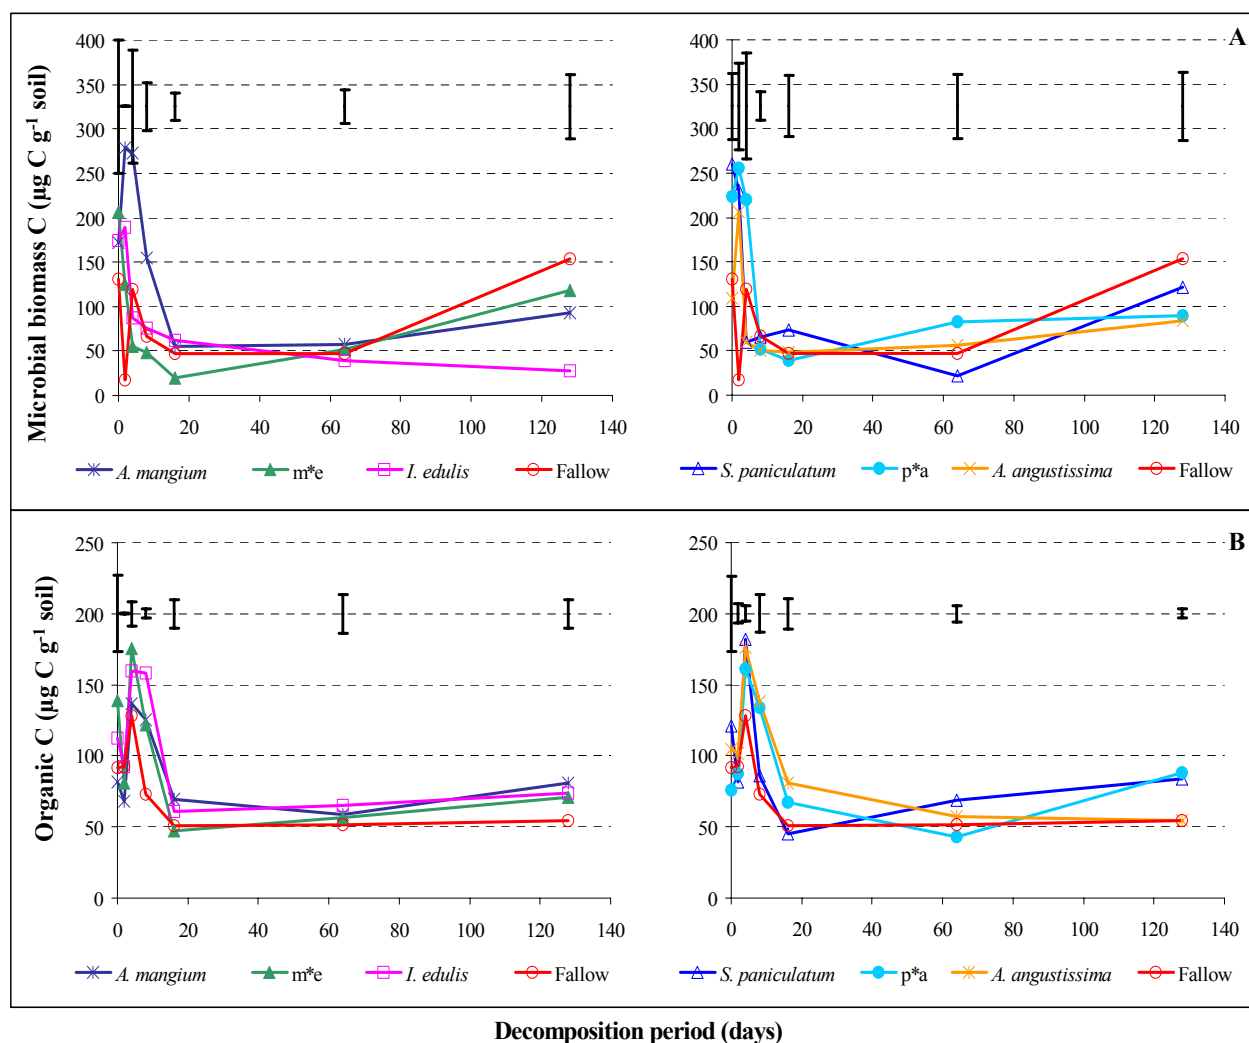 A
Microbial biomass C (µg C g⁻¹ soil)
400
350
300
250
200
150
100
50
0
0 20 40 60 80 100 120 140
A. mangium m*e I. edulis Fallow
400
350
300
250
200
150
100
50
0
0 20 40 60 80 100 120 140
S. paniculatum p*a A. angustissima Fallow
B
Organic C (µg C g⁻¹ soil)
250
200
150
100
50
0
0 20 40 60 80 100 120 140
A. mangium m*e I. edulis Fallow
250
200
150
100
50
0
0 20 40 60 80 100 120 140
S. paniculatum p*a A. angustissima Fallow
Decomposition period (days)